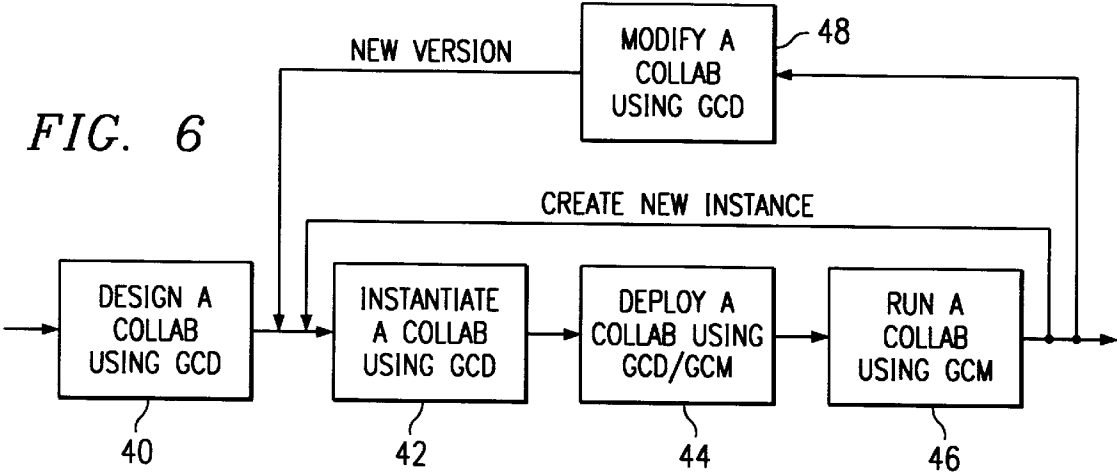 FIG. 6
NEW VERSION
MODIFY A
COLLAB
USING GCD
48
CREATE NEW INSTANCE
DESIGN A
COLLAB
USING GCD
40
INSTANTIATE
A COLLAB
USING GCD
42
DEPLOY A
COLLAB USING
GCD/GCM
44
RUN A
COLLAB
USING GCM
46